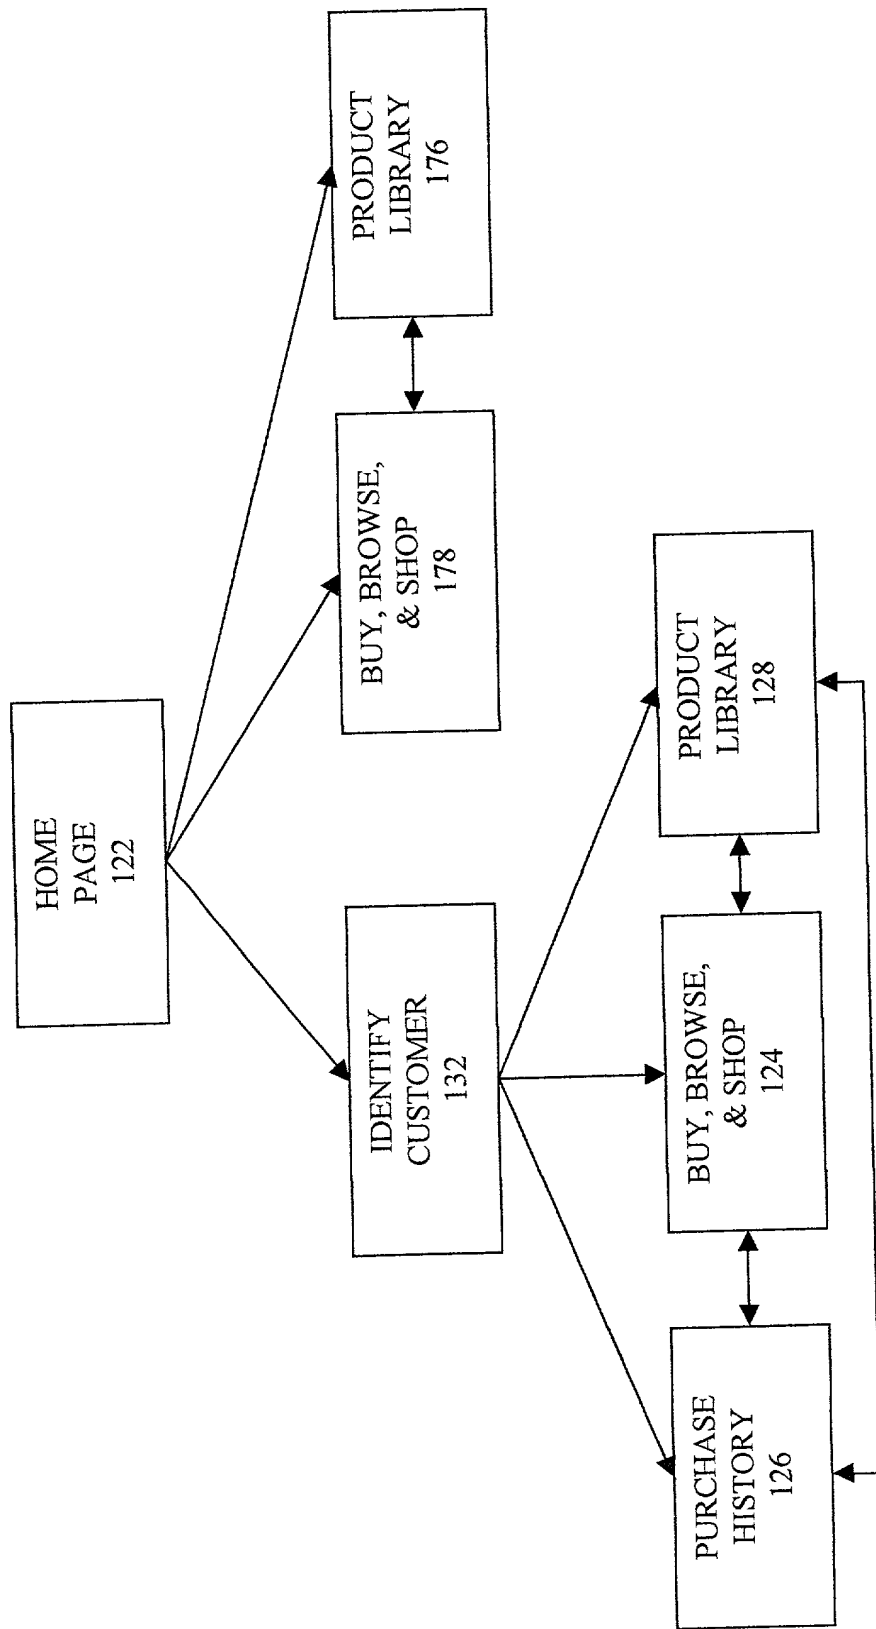 HOME
PAGE
122
IDENTIFY
CUSTOMER
132
BUY, BROWSE,
& SHOP
178
PRODUCT
LIBRARY
176
PURCHASE
HISTORY
126
BUY, BROWSE,
& SHOP
124
PRODUCT
LIBRARY
128